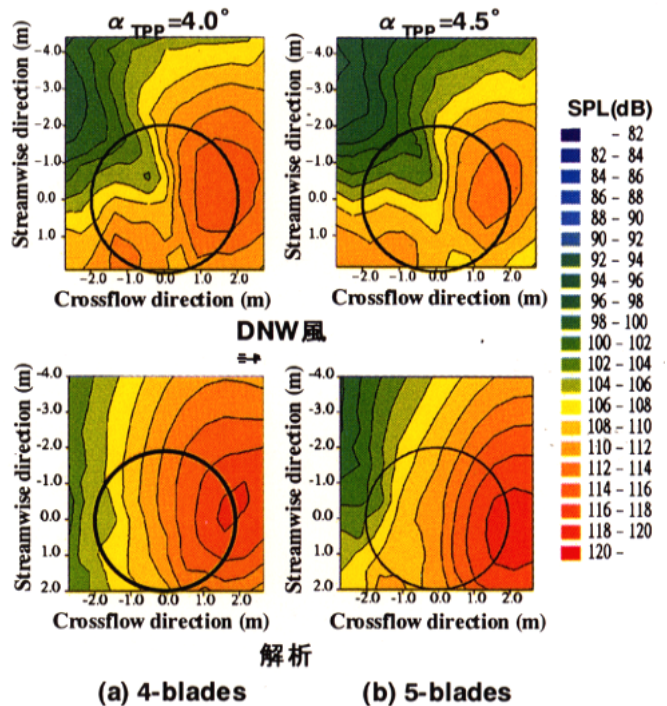 α TPP =4.0°
α TPP =4.5°
Streamwise direction (m)
-4.0
-3.0
-2.0
-1.0
0.0
1.0
-2.0 -1.0 0.0 1.0 2.0
Crossflow direction (m)
Streamwise direction (m)
-4.0
-3.0
-2.0
-1.0
0.0
1.0
-2.0 -1.0 0.0 1.0 2.0
Crossflow direction (m)
DNW風
Streamwise direction (m)
-4.0
-3.0
-2.0
-1.0
0.0
1.0
2.0
-2.0 -1.0 0.0 1.0 2.0
Crossflow direction (m)
Streamwise direction (m)
-4.0
-3.0
-2.0
-1.0
0.0
1.0
2.0
-2.0 -1.0 0.0 1.0 2.0
Crossflow direction (m)
解析
(a) 4-blades
(b) 5-blades
SPL(dB)
- 82
82 - 84
84 - 86
86 - 88
88 - 90
90 - 92
92 - 94
94 - 96
96 - 98
98 - 100
100 - 102
102 - 104
104 - 106
106 - 108
108 - 110
110 - 112
112 - 114
114 - 116
116 - 118
118 - 120
120 -